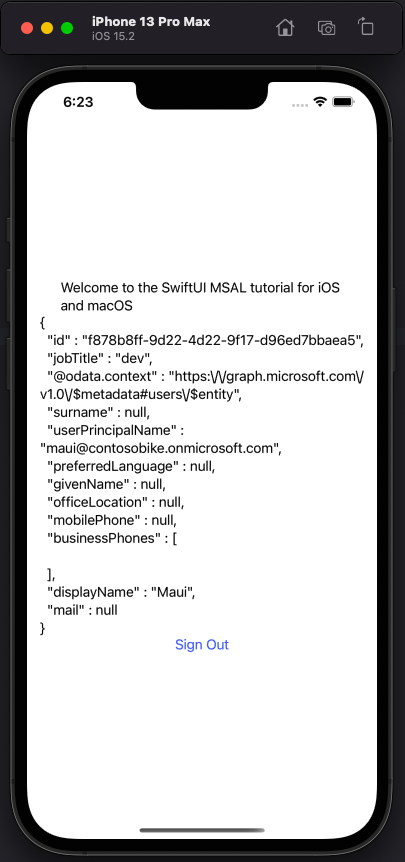 iPhone 13 Pro Max
iOS 15.2
6:23
Welcome to the SwiftUI MSAL tutorial for iOS
and macOS
{
"id" : "f878b8ff-9d22-4d22-9f17-d96ed7bbaea5",
"jobTitle" : "dev",
"@odata.context" : "https:\/\/graph.microsoft.com\/
v1.0\/$metadata#users\/$entity",
"surname" : null,
"userPrincipalName" :
"maui@contosobike.onmicrosoft.com",
"preferredLanguage" : null,
"givenName" : null,
"officeLocation" : null,
"mobilePhone" : null,
"businessPhones" : [
],
"displayName" : "Maui",
"mail" : null
}
Sign Out